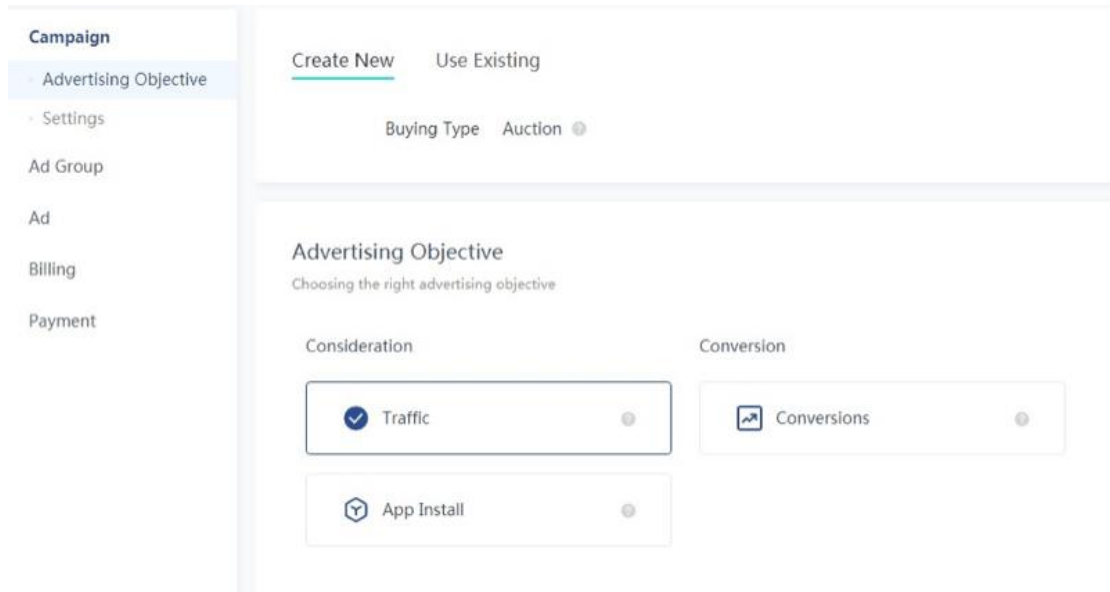 Campaign
Advertising Objective
Settings
Ad Group
Ad
Billing
Payment
Create New Use Existing
Buying Type Auction
Advertising Objective
Choosing the right advertising objective
Consideration Conversion
Traffic Conversions
App Install